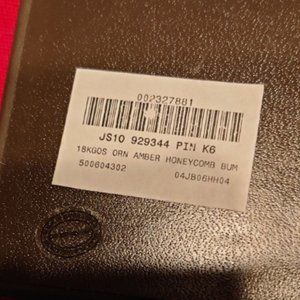 002327881
JS10 929344 PIN K6
18KGOS ORN AMBER HONEYCOMB BUM
500604302 04JB06HH04